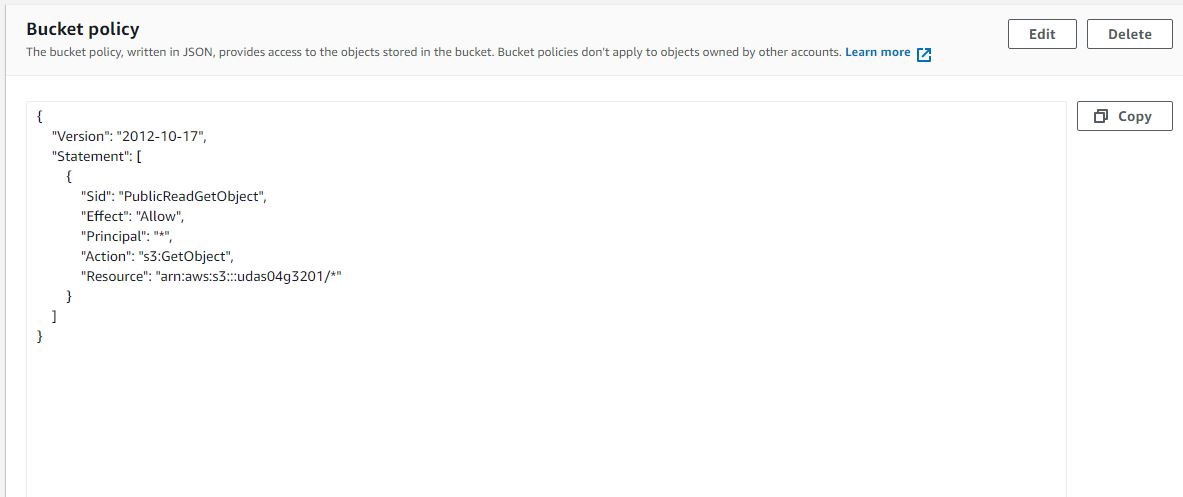 Bucket policy
Edit
Delete
The bucket policy, written in JSON, provides access to the objects stored in the bucket. Bucket policies don't apply to objects owned by other accounts. Learn more
Copy
{
"Version": "2012-10-17",
"Statement": [
{
"Sid": "PublicReadGetObject",
"Effect": "Allow",
"Principal": "*",
"Action": "s3:GetObject",
"Resource": "arn:aws:s3:::udas04g3201/*"
}
]
}